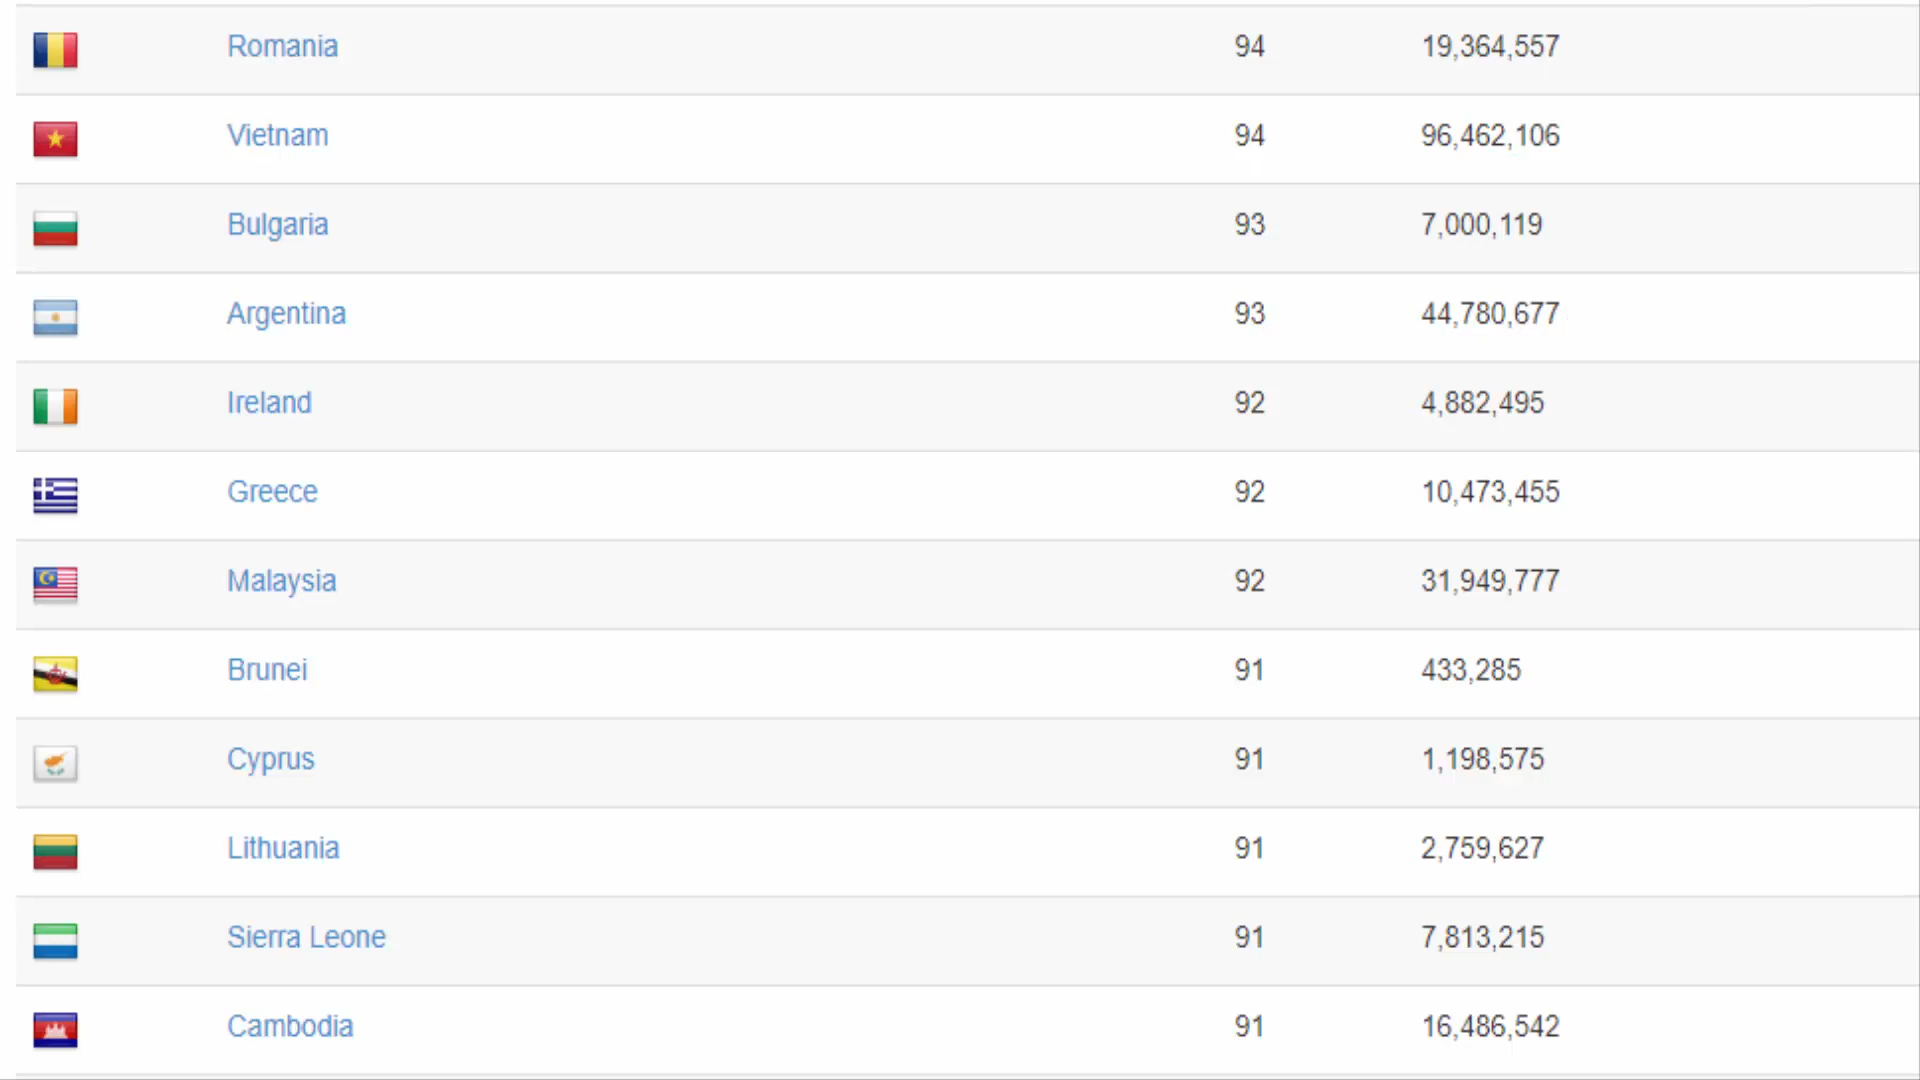 Romania 94 19,364,557
Vietnam 94 96,462,106
Bulgaria 93 7,000,119
Argentina 93 44,780,677
Ireland 92 4,882,495
Greece 92 10,473,455
Malaysia 92 31,949,777
Brunei 91 433,285
Cyprus 91 1,198,575
Lithuania 91 2,759,627
Sierra Leone 91 7,813,215
Cambodia 91 16,486,542